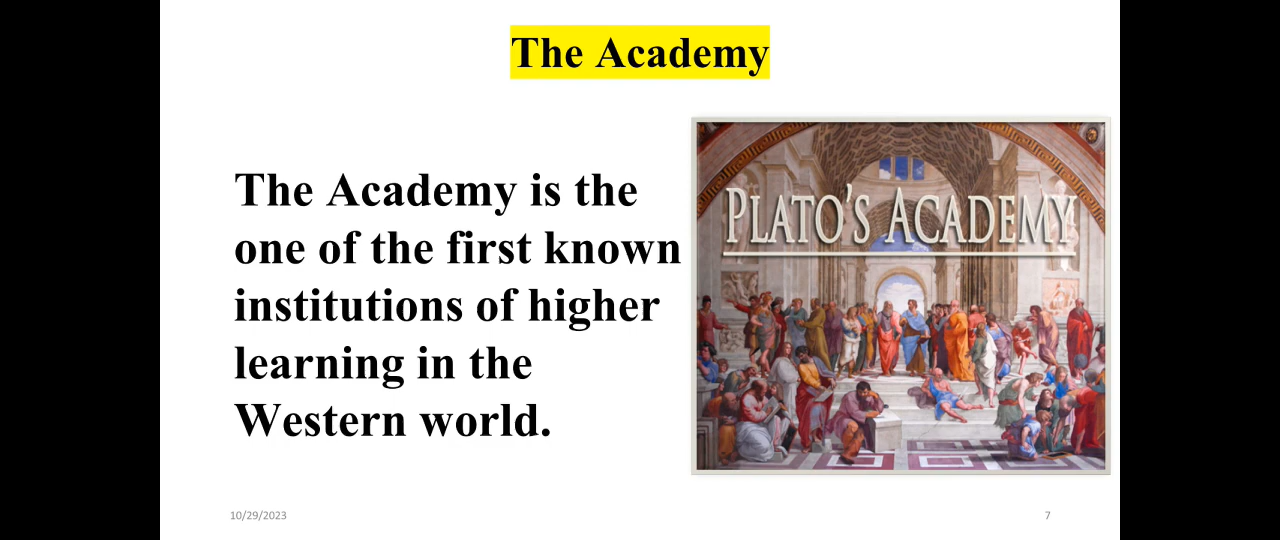 The Academy
The Academy is the
one of the first known
institutions of higher
learning in the
Western world.
PLATO'S ACADEMY
10/29/2023
7